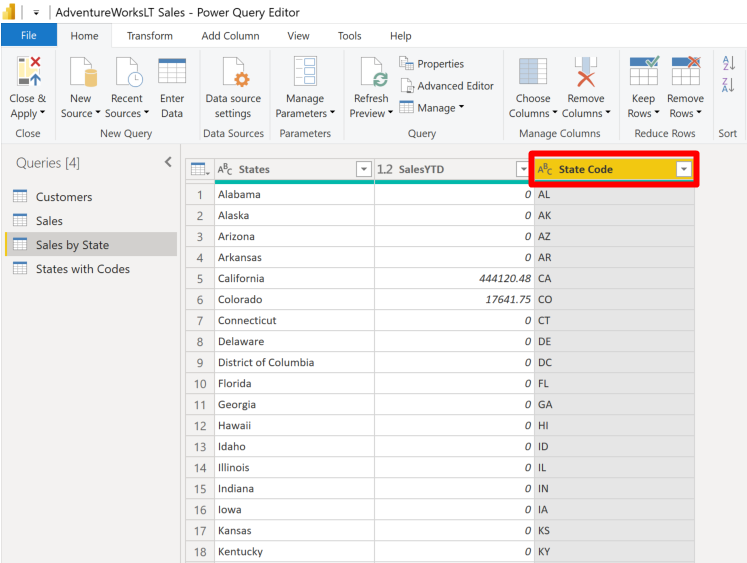 AdventureWorksLT Sales - Power Query Editor
File Home Transform Add Column View Tools Help
Close & Apply
New Source
Recent Sources
Enter Data
Data source settings
Manage Parameters
Refresh Preview
Properties
Advanced Editor
Manage
Choose Columns
Remove Columns
Keep Rows
Remove Rows
Close New Query Data Sources Parameters Query Manage Columns Reduce Rows Sort
Queries [4]
Customers
Sales
Sales by State
States with Codes
ABC States 1.2 SalesYTD ABC State Code
1 Alabama 0 AL
2 Alaska 0 AK
3 Arizona 0 AZ
4 Arkansas 0 AR
5 California 444120.48 CA
6 Colorado 17641.75 CO
7 Connecticut 0 CT
8 Delaware 0 DE
9 District of Columbia 0 DC
10 Florida 0 FL
11 Georgia 0 GA
12 Hawaii 0 HI
13 Idaho 0 ID
14 Illinois 0 IL
15 Indiana 0 IN
16 Iowa 0 IA
17 Kansas 0 KS
18 Kentucky 0 KY